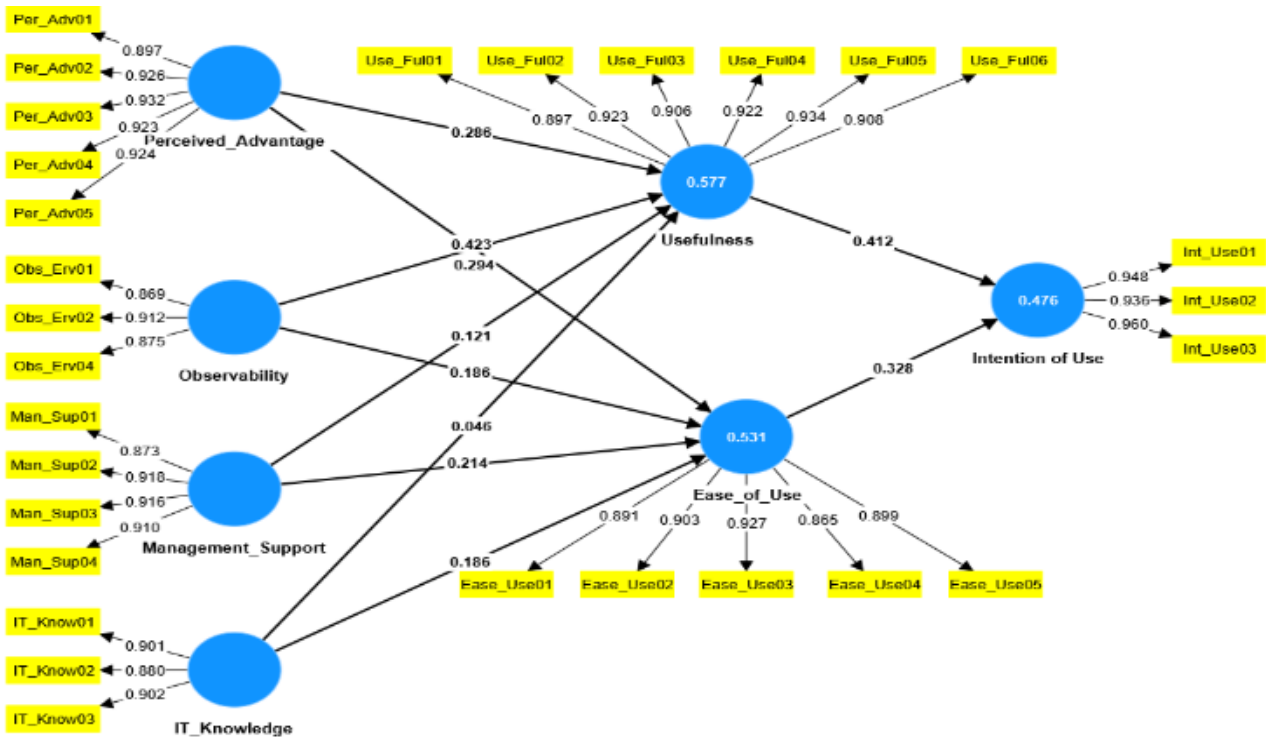 Per_Adv01
0.897
Per_Adv02
0.926
Per_Adv03
0.932
Per_Adv04
0.923
Per_Adv05
0.924
Perceived_Advantage
Obs_Erv01
0.869
Obs_Erv02
0.912
Obs_Erv04
0.875
Observability
Man_Sup01
0.873
Man_Sup02
0.918
Man_Sup03
0.916
Man_Sup04
0.910
Management_Support
IT_Know01
0.901
IT_Know02
0.880
IT_Know03
0.902
IT_Knowledge
0.286
0.423
0.294
0.121
0.186
0.046
0.214
0.186
Use_Ful01
Use_Ful02
Use_Ful03
Use_Ful04
Use_Ful05
Use_Ful06
0.897
0.923
0.906
0.922
0.934
0.908
0.577
Usefulness
0.531
Ease_of_Use
0.891
0.903
0.927
0.865
0.899
Ease_Use01
Ease_Use02
Ease_Use03
Ease_Use04
Ease_Use05
0.412
0.328
0.476
Intention of Use
0.948
0.936
0.960
Int_Use01
Int_Use02
Int_Use03